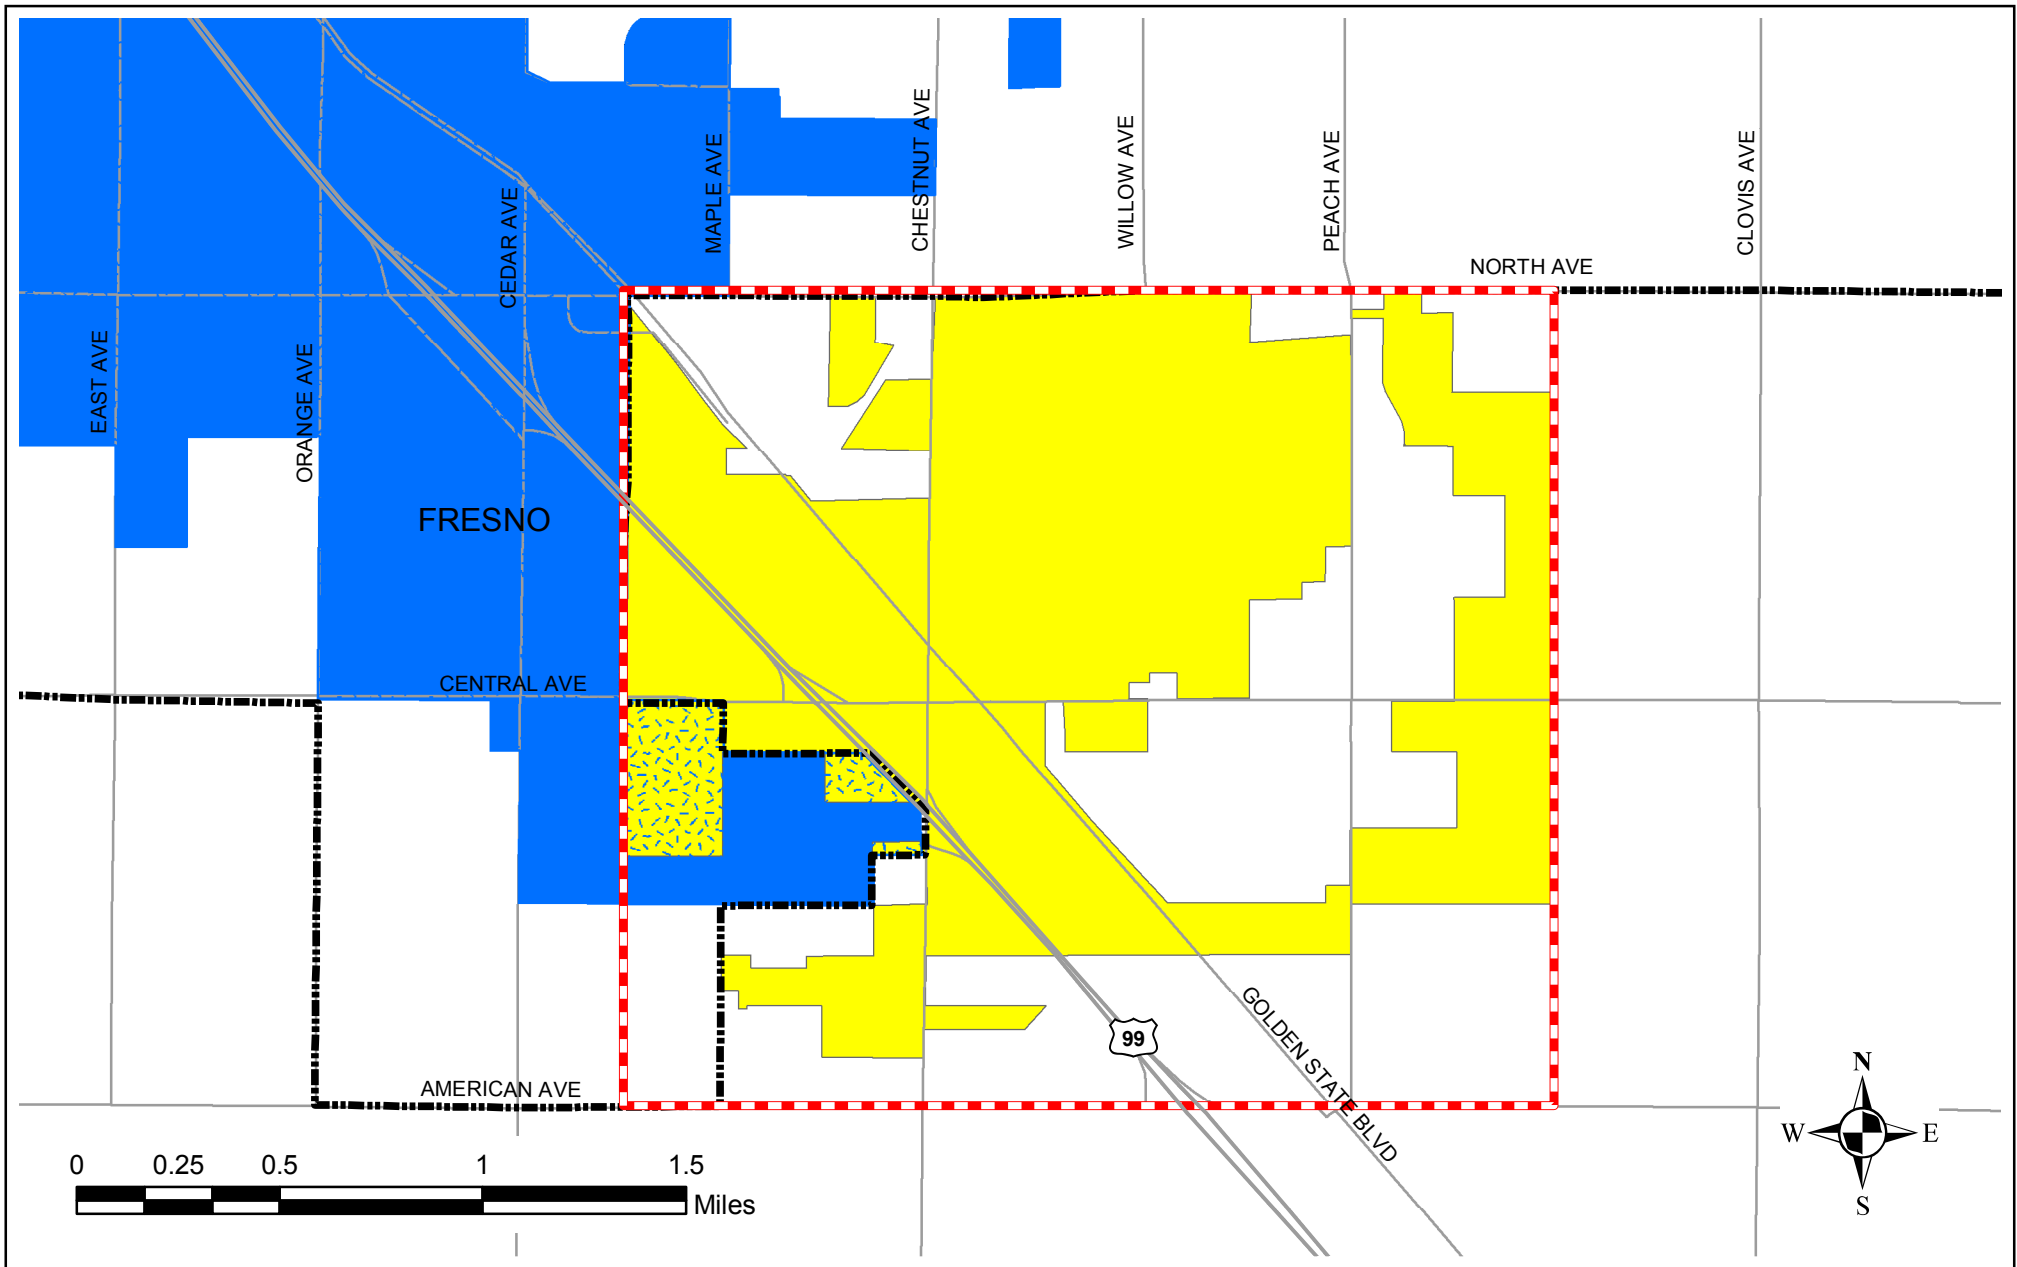 MAPLE AVE
CHESTNUT AVE
WILLOW AVE
PEACH AVE
CLOVIS AVE
CEDAR AVE
NORTH AVE
EAST AVE
ORANGE AVE
FRESNO
CENTRAL AVE
GOLDEN STATE BLVD
99
AMERICAN AVE
N
W
E
S
0 0.25 0.5 1 1.5
Miles